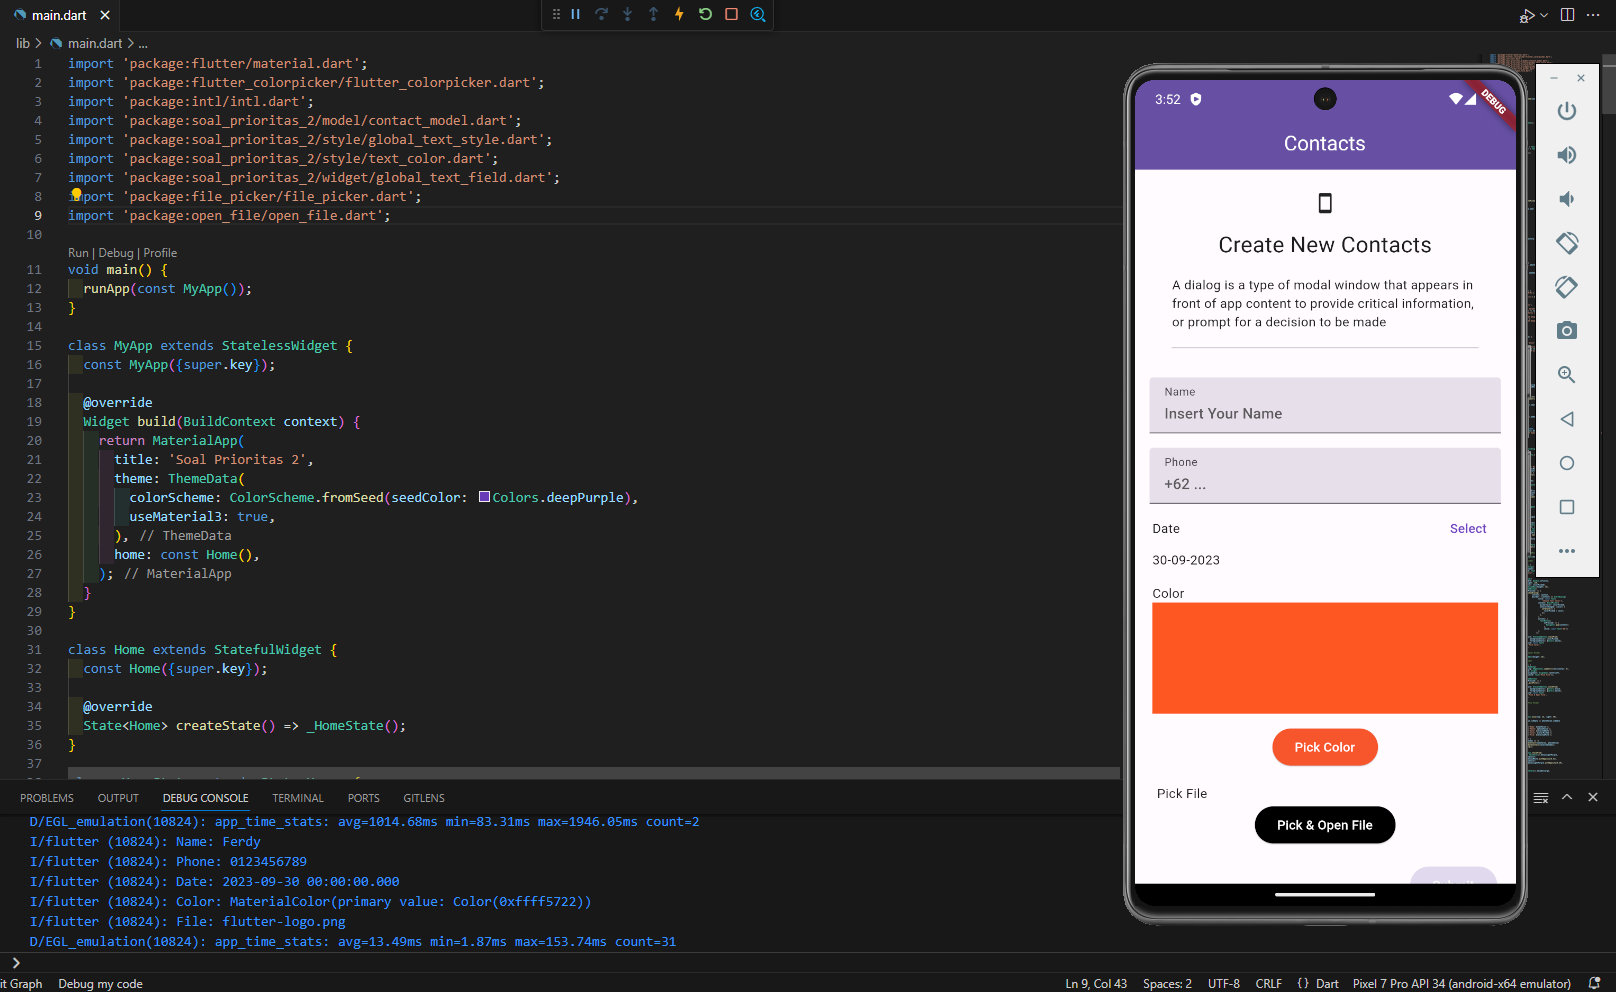 main.dart
lib > main.dart > ...
1 import 'package:flutter/material.dart';
2 import 'package:flutter_colorpicker/flutter_colorpicker.dart';
3 import 'package:intl/intl.dart';
4 import 'package:soal_prioritas_2/model/contact_model.dart';
5 import 'package:soal_prioritas_2/style/global_text_style.dart';
6 import 'package:soal_prioritas_2/style/text_color.dart';
7 import 'package:soal_prioritas_2/widget/global_text_field.dart';
8 import 'package:file_picker/file_picker.dart';
9 import 'package:open_file/open_file.dart';
10
Run | Debug | Profile
11 void main() {
12 runApp(const MyApp());
13 }
14
15 class MyApp extends StatelessWidget {
16 const MyApp({super.key});
17
18 @override
19 Widget build(BuildContext context) {
20 return MaterialApp(
21 title: 'Soal Prioritas 2',
22 theme: ThemeData(
23 colorScheme: ColorScheme.fromSeed(seedColor: Colors.deepPurple),
24 useMaterial3: true,
25 ), // ThemeData
26 home: const Home(),
27 ); // MaterialApp
28 }
29 }
30
31 class Home extends StatefulWidget {
32 const Home({super.key});
33
34 @override
35 State<Home> createState() => _HomeState();
36 }
37
3:52
DEBUG
Contacts
Create New Contacts
A dialog is a type of modal window that appears in
front of app content to provide critical information,
or prompt for a decision to be made
Name
Insert Your Name
Phone
+62 ...
Date Select
30-09-2023
Color
Pick Color
Pick File
Pick & Open File
PROBLEMS OUTPUT DEBUG CONSOLE TERMINAL PORTS GITLENS
D/EGL_emulation(10824): app_time_stats: avg=1014.68ms min=83.31ms max=1946.05ms count=2
I/flutter (10824): Name: Ferdy
I/flutter (10824): Phone: 0123456789
I/flutter (10824): Date: 2023-09-30 00:00:00.000
I/flutter (10824): Color: MaterialColor(primary value: Color(0xffff5722))
I/flutter (10824): File: flutter-logo.png
D/EGL_emulation(10824): app_time_stats: avg=13.49ms min=1.87ms max=153.74ms count=31
>
it Graph Debug my code Ln 9, Col 43 Spaces: 2 UTF-8 CRLF {} Dart Pixel 7 Pro API 34 (android-x64 emulator)